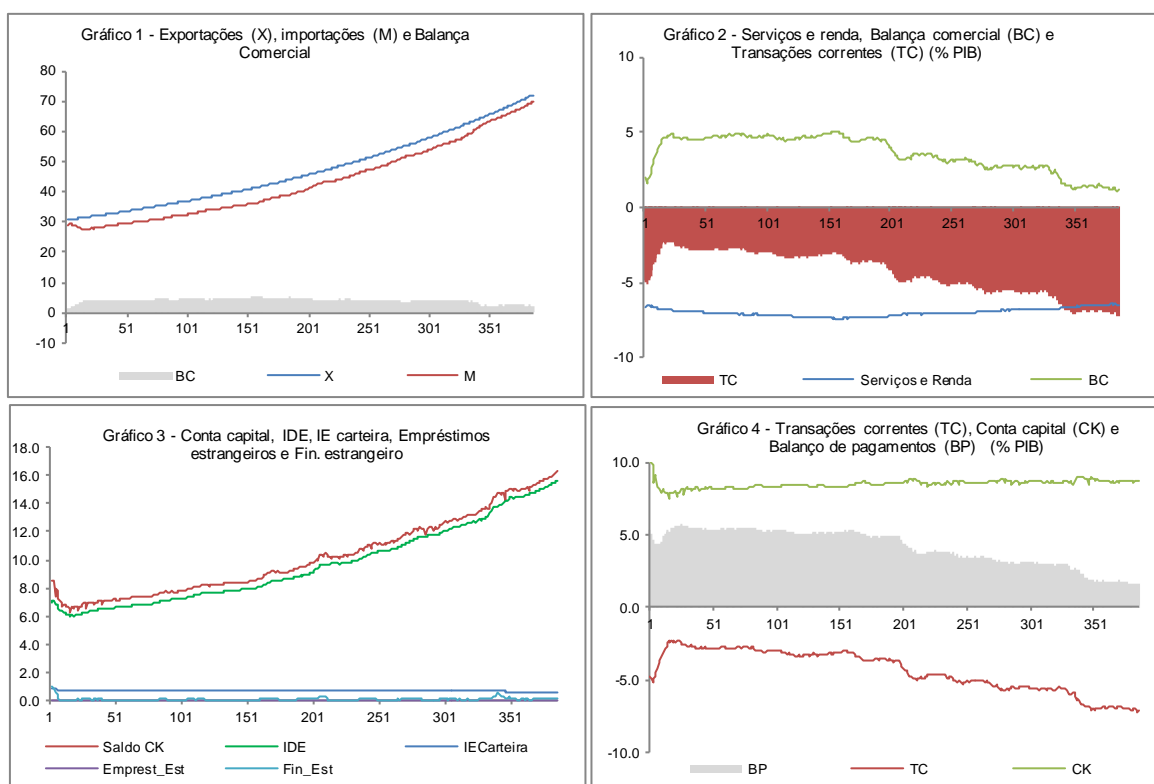 Gráfico 1 - Exportações (X), importações (M) e Balança
Comercial
80
70
60
50
40
30
20
10
0
-10
1 51 101 151 201 251 301 351
BC X M
Gráfico 2 - Serviços e renda, Balança comercial (BC) e
Transações correntes (TC) (% PIB)
10
5
0
-5
-10
1 51 101 151 201 251 301 351
TC Serviços e Renda BC
Gráfico 3 - Conta capital, IDE, IE carteira, Empréstimos
estrangeiros e Fin. estrangeiro
18.0
16.0
14.0
12.0
10.0
8.0
6.0
4.0
2.0
0.0
1 51 101 151 201 251 301 351
Saldo CK IDE IECarteira
Emprest_Est Fin_Est
Gráfico 4 - Transações correntes (TC), Conta capital (CK) e
Balanço de pagamentos (BP) (% PIB)
10.0
5.0
0.0
-5.0
-10.0
1 51 101 151 201 251 301 351
BP TC CK